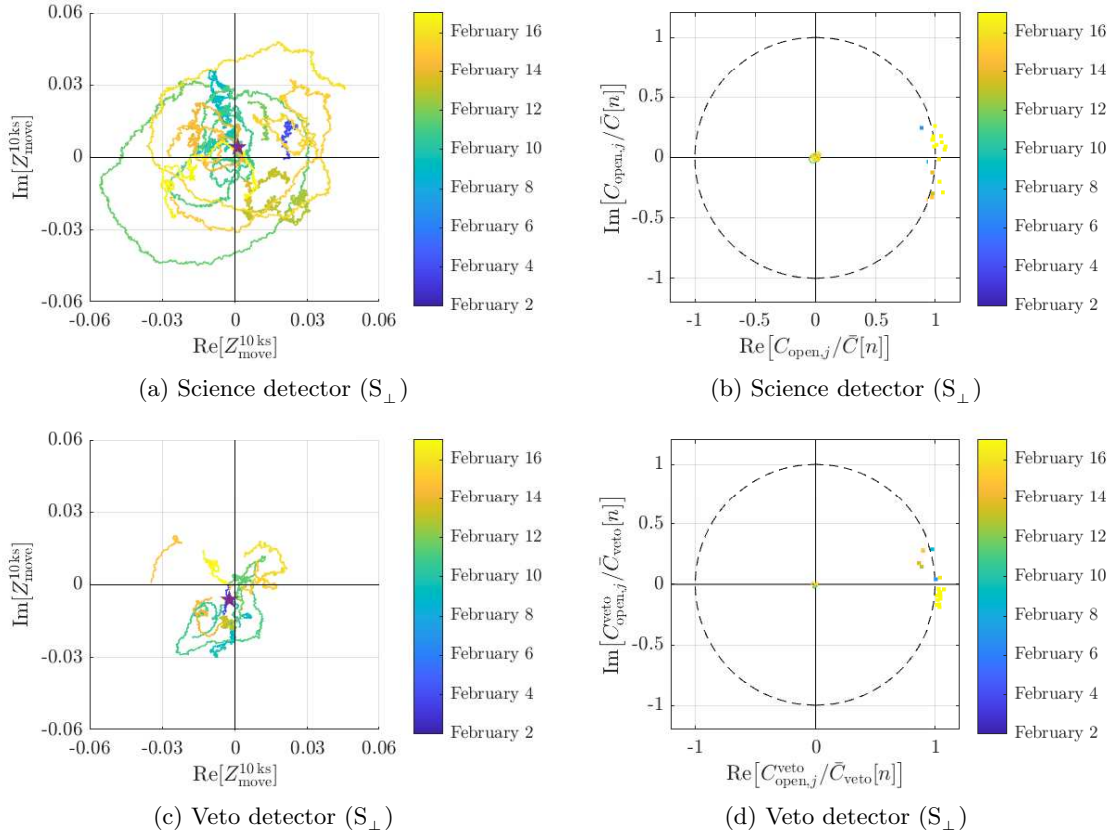 0.06
0.03
0
-0.03
-0.06
-0.06
-0.03
0
0.03
0.06
Im[Z_move^{10 ks}]
Re[Z_move^{10 ks}]
February 16
February 14
February 12
February 10
February 8
February 6
February 4
February 2
(a) Science detector (S⊥)
1
0.5
0
-0.5
-1
-1
-0.5
0
0.5
1
Im[C_{open,j}/C̄[n]]
Re[C_{open,j}/C̄[n]]
February 16
February 14
February 12
February 10
February 8
February 6
February 4
February 2
(b) Science detector (S⊥)
0.06
0.03
0
-0.03
-0.06
-0.06
-0.03
0
0.03
0.06
Im[Z_move^{10 ks}]
Re[Z_move^{10 ks}]
February 16
February 14
February 12
February 10
February 8
February 6
February 4
February 2
(c) Veto detector (S⊥)
1
0.5
0
-0.5
-1
-1
0
1
Im[C_{open,j}^{veto}/C̄_{veto}[n]]
Re[C_{open,j}^{veto}/C̄_{veto}[n]]
February 16
February 14
February 12
February 10
February 8
February 6
February 4
February 2
(d) Veto detector (S⊥)